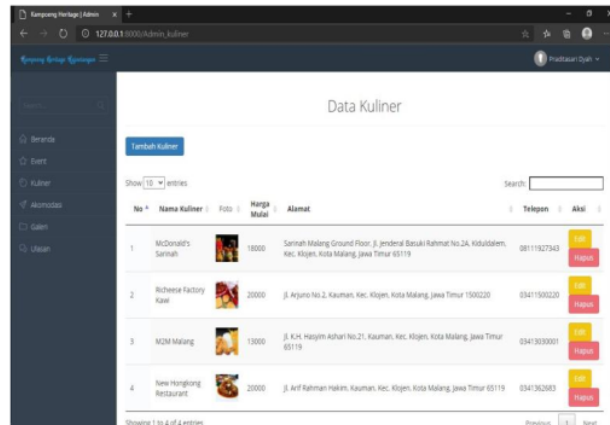 Kampoeng Heritage | Admin
127.0.0.1:8000/Admin_kuliner
Kampoeng Heritage Kajoetangan
Praditasari Dyah
Search...
Beranda
Event
Kuliner
Akomodasi
Galeri
Ulasan
Data Kuliner
Tambah Kuliner
Show 10 entries
Search:
No Nama Kuliner Foto Harga Mulai Alamat Telepon Aksi
1 McDonald's Sarinah 18000 Sarinah Malang Ground Floor, Jl. Jenderal Basuki Rahmat No.2A, Kiduldalem, Kec. Klojen, Kota Malang, Jawa Timur 65119 08111927343 Edit Hapus
2 Richeese Factory Kawi 20000 Jl. Arjuno No.2, Kauman, Kec. Klojen, Kota Malang, Jawa Timur 1500220 03411500220 Edit Hapus
3 M2M Malang 13000 Jl. K.H. Hasyim Ashari No.21, Kauman, Kec. Klojen, Kota Malang, Jawa Timur 65119 03413030001 Edit Hapus
4 New Hongkong Restaurant 20000 Jl. Arif Rahman Hakim, Kauman, Kec. Klojen, Kota Malang, Jawa Timur 65119 0341362683 Edit Hapus
Showing 1 to 4 of 4 entries
Previous 1 Next